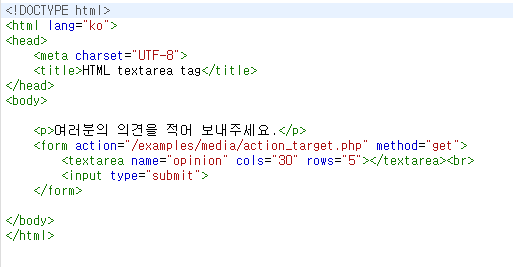 <!DOCTYPE html>
<html lang="ko">
<head>
    <meta charset="UTF-8">
    <title>HTML textarea tag</title>
</head>
<body>

    <p>여러분의 의견을 적어 보내주세요.</p>
    <form action="/examples/media/action_target.php" method="get">
        <textarea name="opinion" cols="30" rows="5"></textarea><br>
        <input type="submit">
    </form>

</body>
</html>